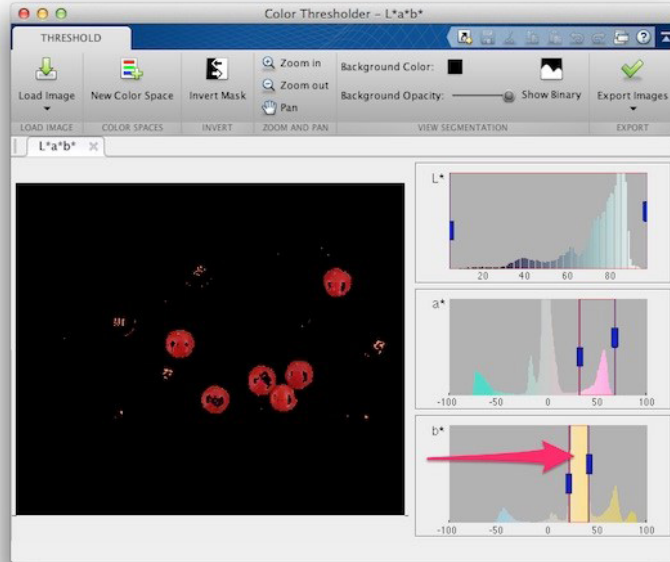 Color Thresholder – L*a*b*
THRESHOLD
Load Image
New Color Space
Invert Mask
Zoom in
Zoom out
Pan
Background Color:
Background Opacity:
Show Binary
Export Images
LOAD IMAGE
COLOR SPACES
INVERT
ZOOM AND PAN
VIEW SEGMENTATION
EXPORT
L*a*b*
L*
20 40 60 80
a*
-100 -50 0 50 100
b*
-100 -50 0 50 100